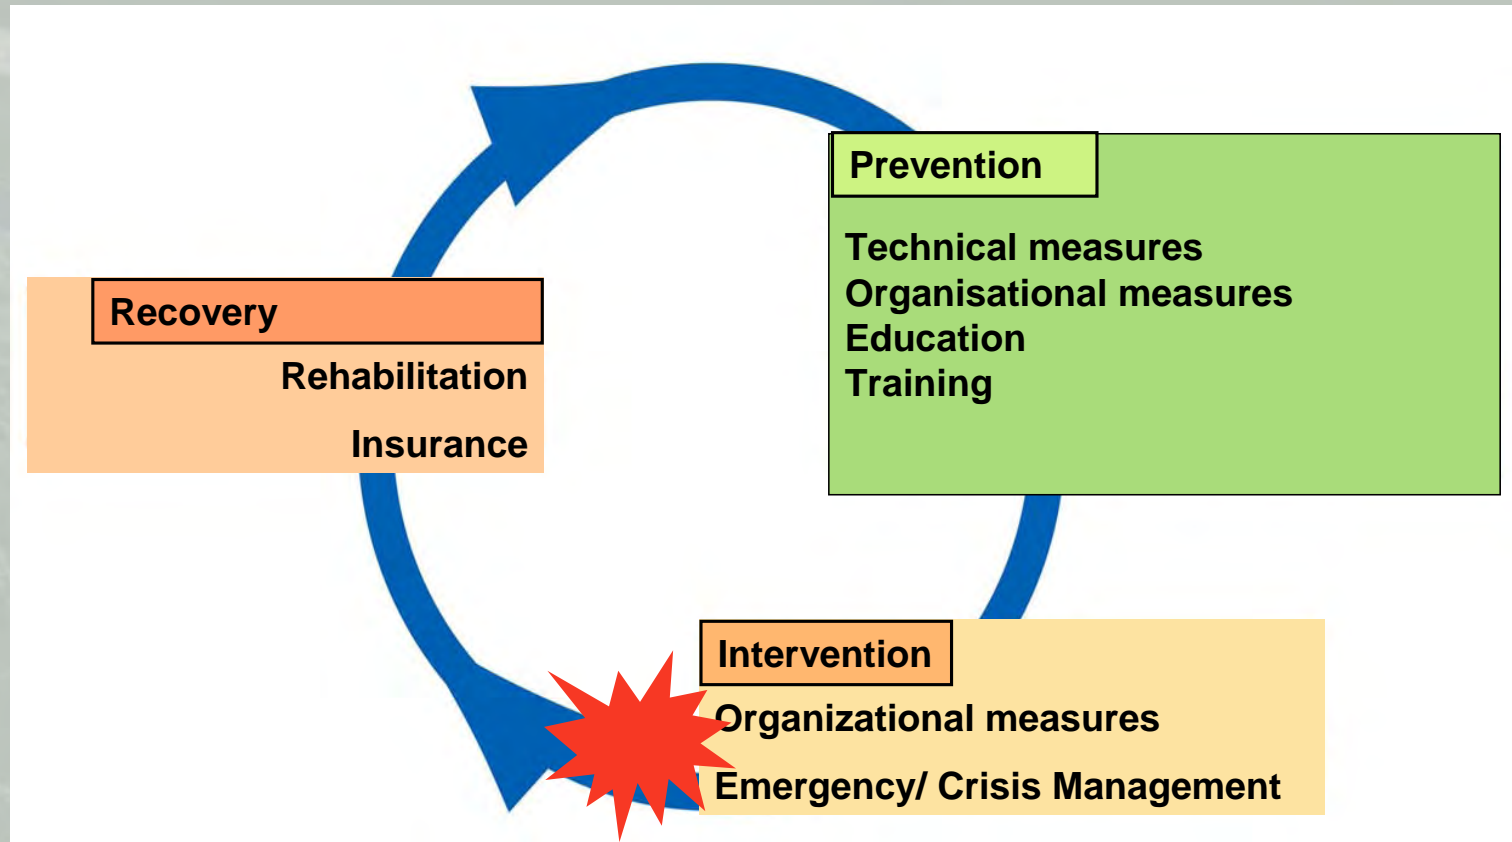 Prevention
Technical measures
Organisational measures
Education
Training
Recovery
Rehabilitation
Insurance
Intervention
Organizational measures
Emergency/ Crisis Management